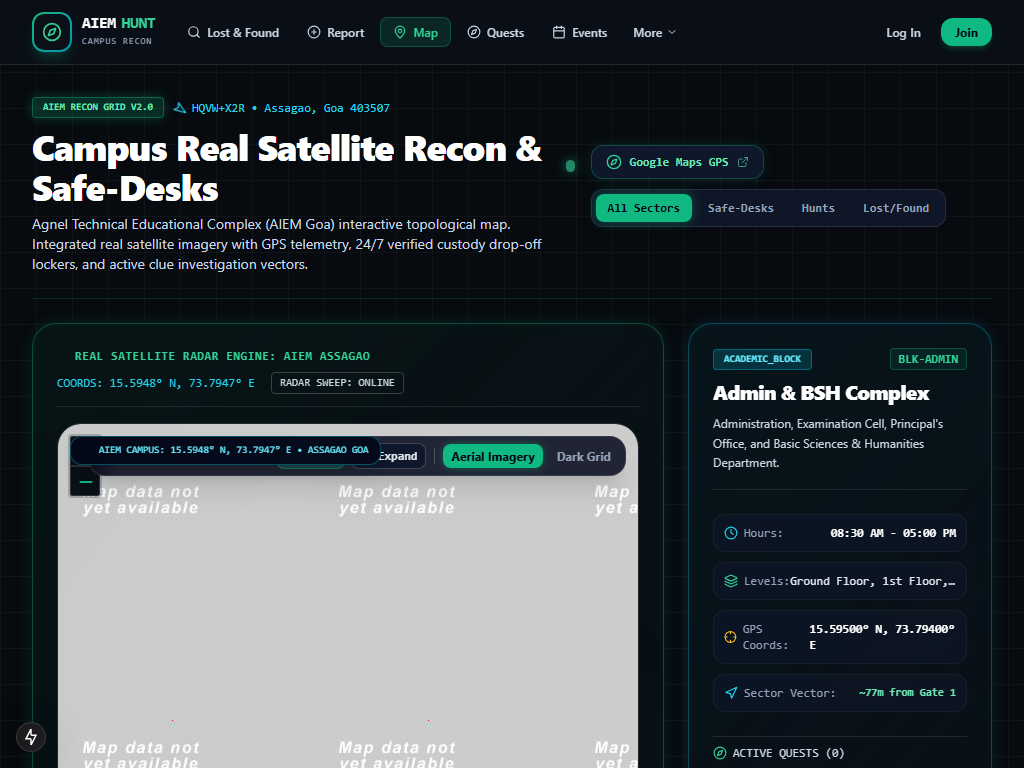 AIEM HUNT
CAMPUS RECON
Lost & Found
Report
Map
Quests
Events
More
Log In
Join
AIEM RECON GRID V2.0
HQVW+X2R • Assagao, Goa 403507
Campus Real Satellite Recon &
Safe-Desks
Agnel Technical Educational Complex (AIEM Goa) interactive topological map.
Integrated real satellite imagery with GPS telemetry, 24/7 verified custody drop-off
lockers, and active clue investigation vectors.
Google Maps GPS
All Sectors
Safe-Desks
Hunts
Lost/Found
REAL SATELLITE RADAR ENGINE: AIEM ASSAGAO
COORDS: 15.5948° N, 73.7947° E
RADAR SWEEP: ONLINE
AIEM CAMPUS: 15.5948° N, 73.7947° E • ASSAGAO GOA
Expand
Aerial Imagery
Dark Grid
Map data not
yet available
Map data not
yet available
Map
yet a
Map data not
yet available
Map data not
yet available
Map
yet a
ACADEMIC_BLOCK
BLK-ADMIN
Admin & BSH Complex
Administration, Examination Cell, Principal's
Office, and Basic Sciences & Humanities
Department.
Hours: 08:30 AM - 05:00 PM
Levels: Ground Floor, 1st Floor,…
GPS Coords: 15.59500° N, 73.79400° E
Sector Vector: ~77m from Gate 1
ACTIVE QUESTS (0)